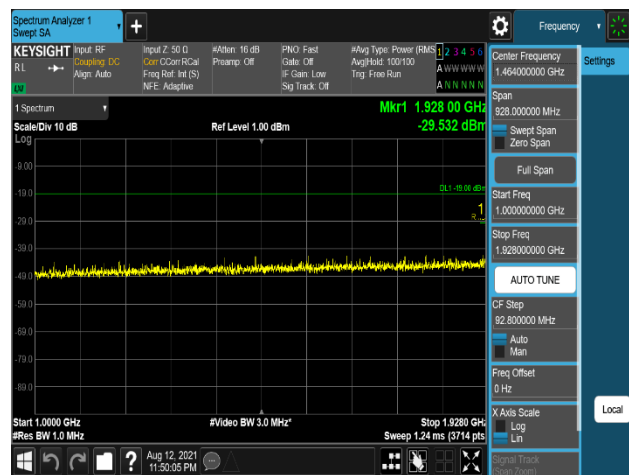 Spectrum Analyzer 1
Swept SA
Frequency
KEYSIGHT
R L
LM
Input: RF
Coupling: DC
Align: Auto
Input Z: 50 Ω
Corr CCorr RCal
Freq Ref: Int (S)
NFE: Adaptive
#Atten: 16 dB
Preamp: Off
PNO: Fast
Gate: Off
IF Gain: Low
Sig Track: Off
#Avg Type: Power (RMS
Avg|Hold: 100/100
Trig: Free Run
1 2 3 4 5 6
A W W W W W
A N N N N N
1 Spectrum
Scale/Div 10 dB
Log
Ref Level 1.00 dBm
Mkr1 1.928 00 GHz
-29.532 dBm
-9.00
-19.0
-29.0
-39.0
-49.0
-59.0
-69.0
-79.0
-89.0
DL1 -19.00 dBm
1
Start 1.0000 GHz
#Res BW 1.0 MHz
#Video BW 3.0 MHz*
Stop 1.9280 GHz
Sweep 1.24 ms (3714 pts
Center Frequency
1.464000000 GHz
Span
928.000000 MHz
Swept Span
Zero Span
Full Span
Start Freq
1.000000000 GHz
Stop Freq
1.928000000 GHz
AUTO TUNE
CF Step
92.800000 MHz
Auto
Man
Freq Offset
0 Hz
X Axis Scale
Log
Lin
Signal Track
(Span Zoom)
Settings
Local
?
Aug 12, 2021
11:50:05 PM